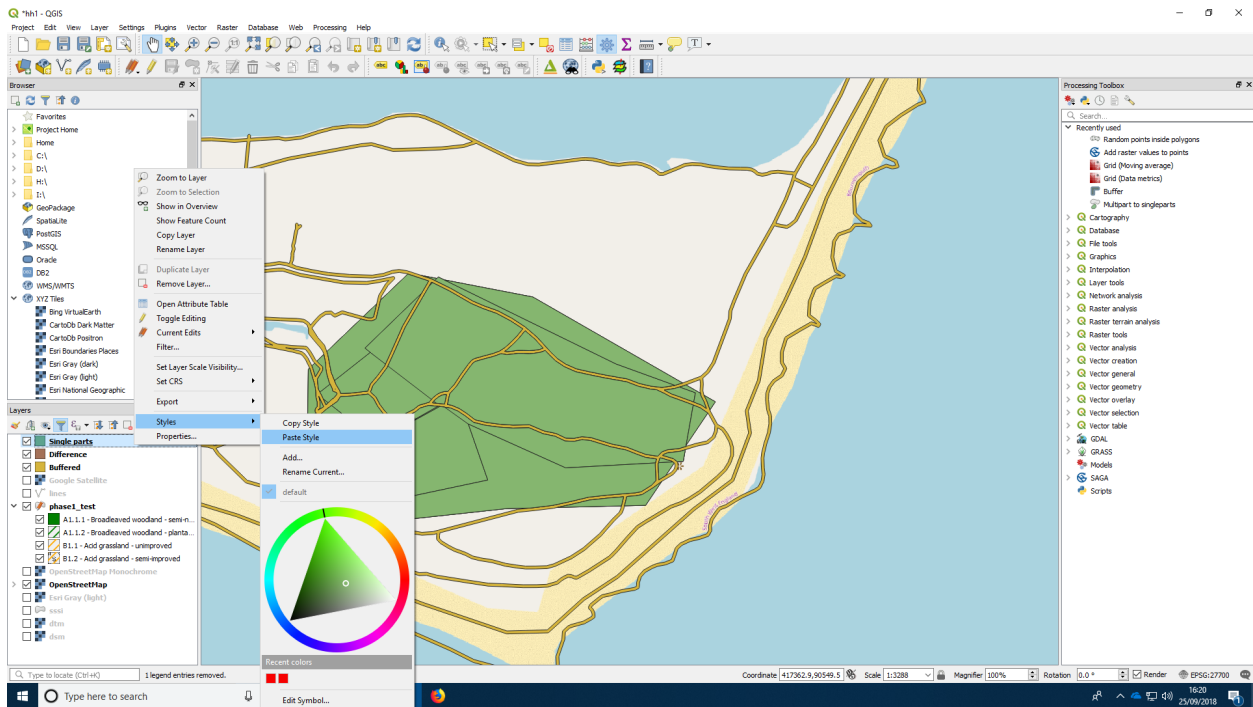 *hh1 - QGIS
Project Edit View Layer Settings Plugins Vector Raster Database Web Processing Help
Browser
Favorites
Project Home
Home
C:\
D:\
H:\
I:\
GeoPackage
SpatiaLite
PostGIS
MSSQL
Oracle
DB2
WMS/WMTS
XYZ Tiles
Bing VirtualEarth
CartoDb Dark Matter
CartoDb Positron
Esri Boundaries Places
Esri Gray (dark)
Esri Gray (light)
Esri National Geographic
Layers
Single parts
Difference
Buffered
Google Satellite
lines
phase1_test
A1.1.1 - Broadleaved woodland - semi-n...
A1.1.2 - Broadleaved woodland - planta...
B1.1 - Acid grassland - unimproved
B1.2 - Acid grassland - semi-improved
OpenStreetMap Monochrome
OpenStreetMap
Esri Gray (light)
sssi
dtm
dsm
Zoom to Layer
Zoom to Selection
Show in Overview
Show Feature Count
Copy Layer
Rename Layer
Duplicate Layer
Remove Layer...
Open Attribute Table
Toggle Editing
Current Edits
Filter...
Set Layer Scale Visibility...
Set CRS
Export
Styles
Properties...
Copy Style
Paste Style
Add...
Rename Current...
default
Recent colors
Edit Symbol...
Processing Toolbox
Search...
Recently used
Random points inside polygons
Add raster values to points
Grid (Moving average)
Grid (Data metrics)
Buffer
Multipart to singleparts
Cartography
Database
File tools
Graphics
Interpolation
Layer tools
Network analysis
Raster analysis
Raster terrain analysis
Raster tools
Vector analysis
Vector creation
Vector general
Vector geometry
Vector overlay
Vector selection
Vector table
GDAL
GRASS
Models
SAGA
Scripts
Type to locate (Ctrl+K) 1 legend entries removed. Coordinate 417362.9,90549.5 Scale 1:3288 Magnifier 100% Rotation 0.0 ° Render EPSG:27700
Type here to search
16:20
25/09/2018